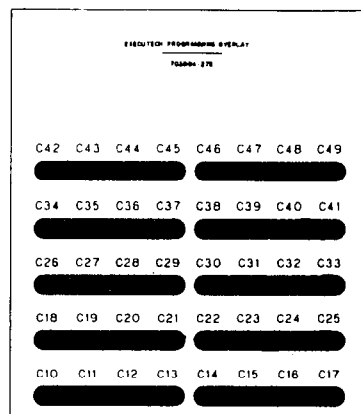 EXECUTECH PROGRAMMING OVERLAY
C42 C43 C44 C45 C46 C47 C48 C49
C34 C35 C36 C37 C38 C39 C40 C41
C26 C27 C28 C29 C30 C31 C32 C33
C18 C19 C20 C21 C22 C23 C24 C25
C10 C11 C12 C13 C14 C15 C16 C17